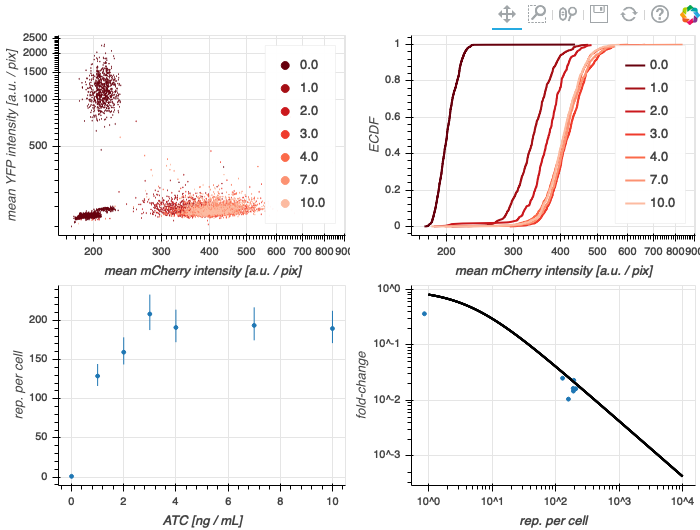 2500
2000
1500
1000
500
mean YFP intensity [a.u. / pix]
0.0
1.0
2.0
3.0
4.0
7.0
10.0
200 300 400 500 600 700 800 900
mean mCherry intensity [a.u. / pix]
1
0.8
0.6
0.4
0.2
0
ECDF
0.0
1.0
2.0
3.0
4.0
7.0
10.0
200 300 400 500 600 700 800 900
mean mCherry intensity [a.u. / pix]
200
150
100
50
0
rep. per cell
0 2 4 6 8 10
ATC [ng / mL]
10^0
10^-1
10^-2
10^-3
fold-change
10^0 10^1 10^2 10^3 10^4
rep. per cell